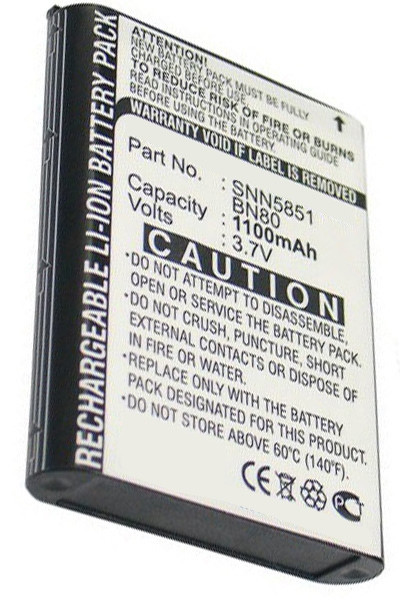 RECHARGEABLE LI-ION BATTERY PACK
ATTENTION!
NEW BATTERY PACK MUST BE FULLY
CHARGED BEFORE USE.
TO REDUCE RISK OF FIRE OR BURNS
READ INSTRUCTIONS CAREFULLY BEFORE
USING THE BATTERY.
WARRANTY VOID IF LABEL IS REMOVED
Part No. : SNN5851
BN80
Capacity : 1100mAh
Volts : 3.7V
CAUTION
•DO NOT ATTEMPT TO DISASSEMBLE,
OPEN OR SERVICE THE BATTERY PACK.
•DO NOT CRUSH, PUNCTURE, SHORT
EXTERNAL CONTACTS OR DISPOSE OF
IN FIRE OR WATER.
•REPLACE ONLY WITH THE BATTERY
PACK DESIGNATED FOR THIS PRODUCT.
•DO NOT STORE ABOVE 60°C (140°F).
CE